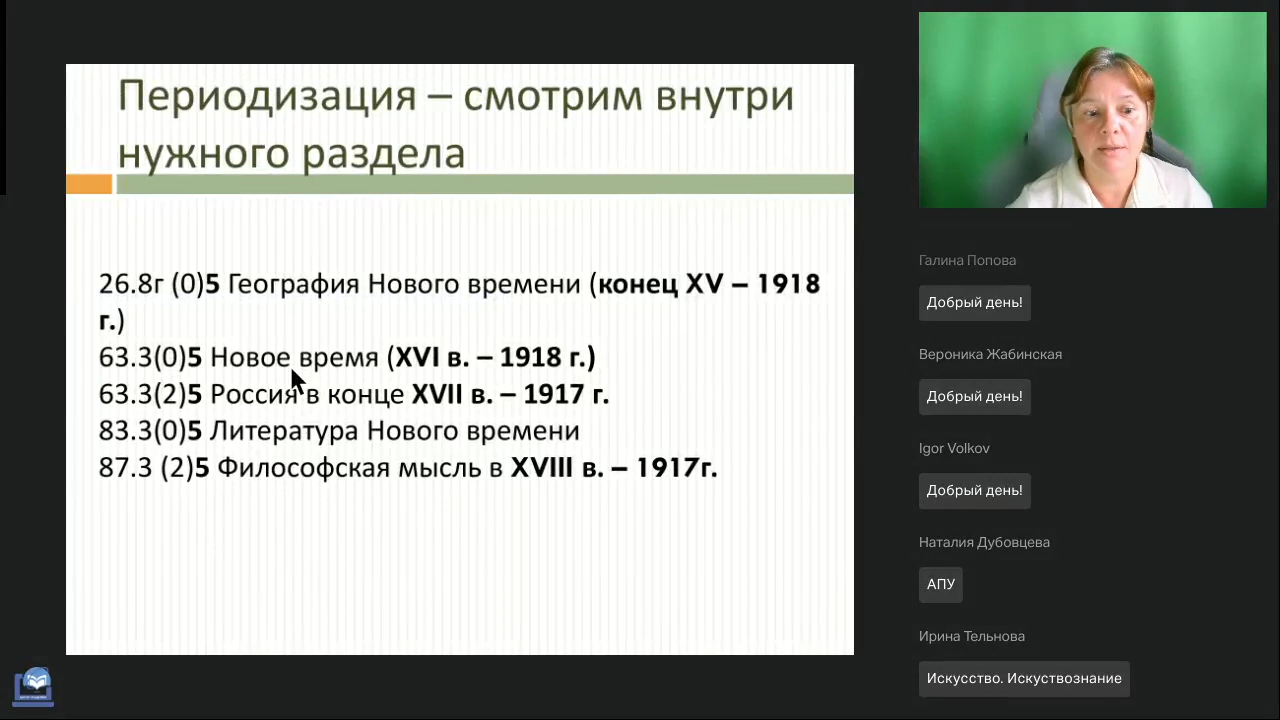 Периодизация – смотрим внутри
нужного раздела
26.8г (0)5 География Нового времени (конец XV – 1918
г.)
63.3(0)5 Новое время (XVI в. – 1918 г.)
63.3(2)5 Россия в конце XVII в. – 1917 г.
83.3(0)5 Литература Нового времени
87.3 (2)5 Философская мысль в XVIII в. – 1917г.
Галина Попова
Добрый день!
Вероника Жабинская
Добрый день!
Igor Volkov
Добрый день!
Наталия Дубовцева
АПУ
Ирина Тельнова
Искусство. Искуствознание